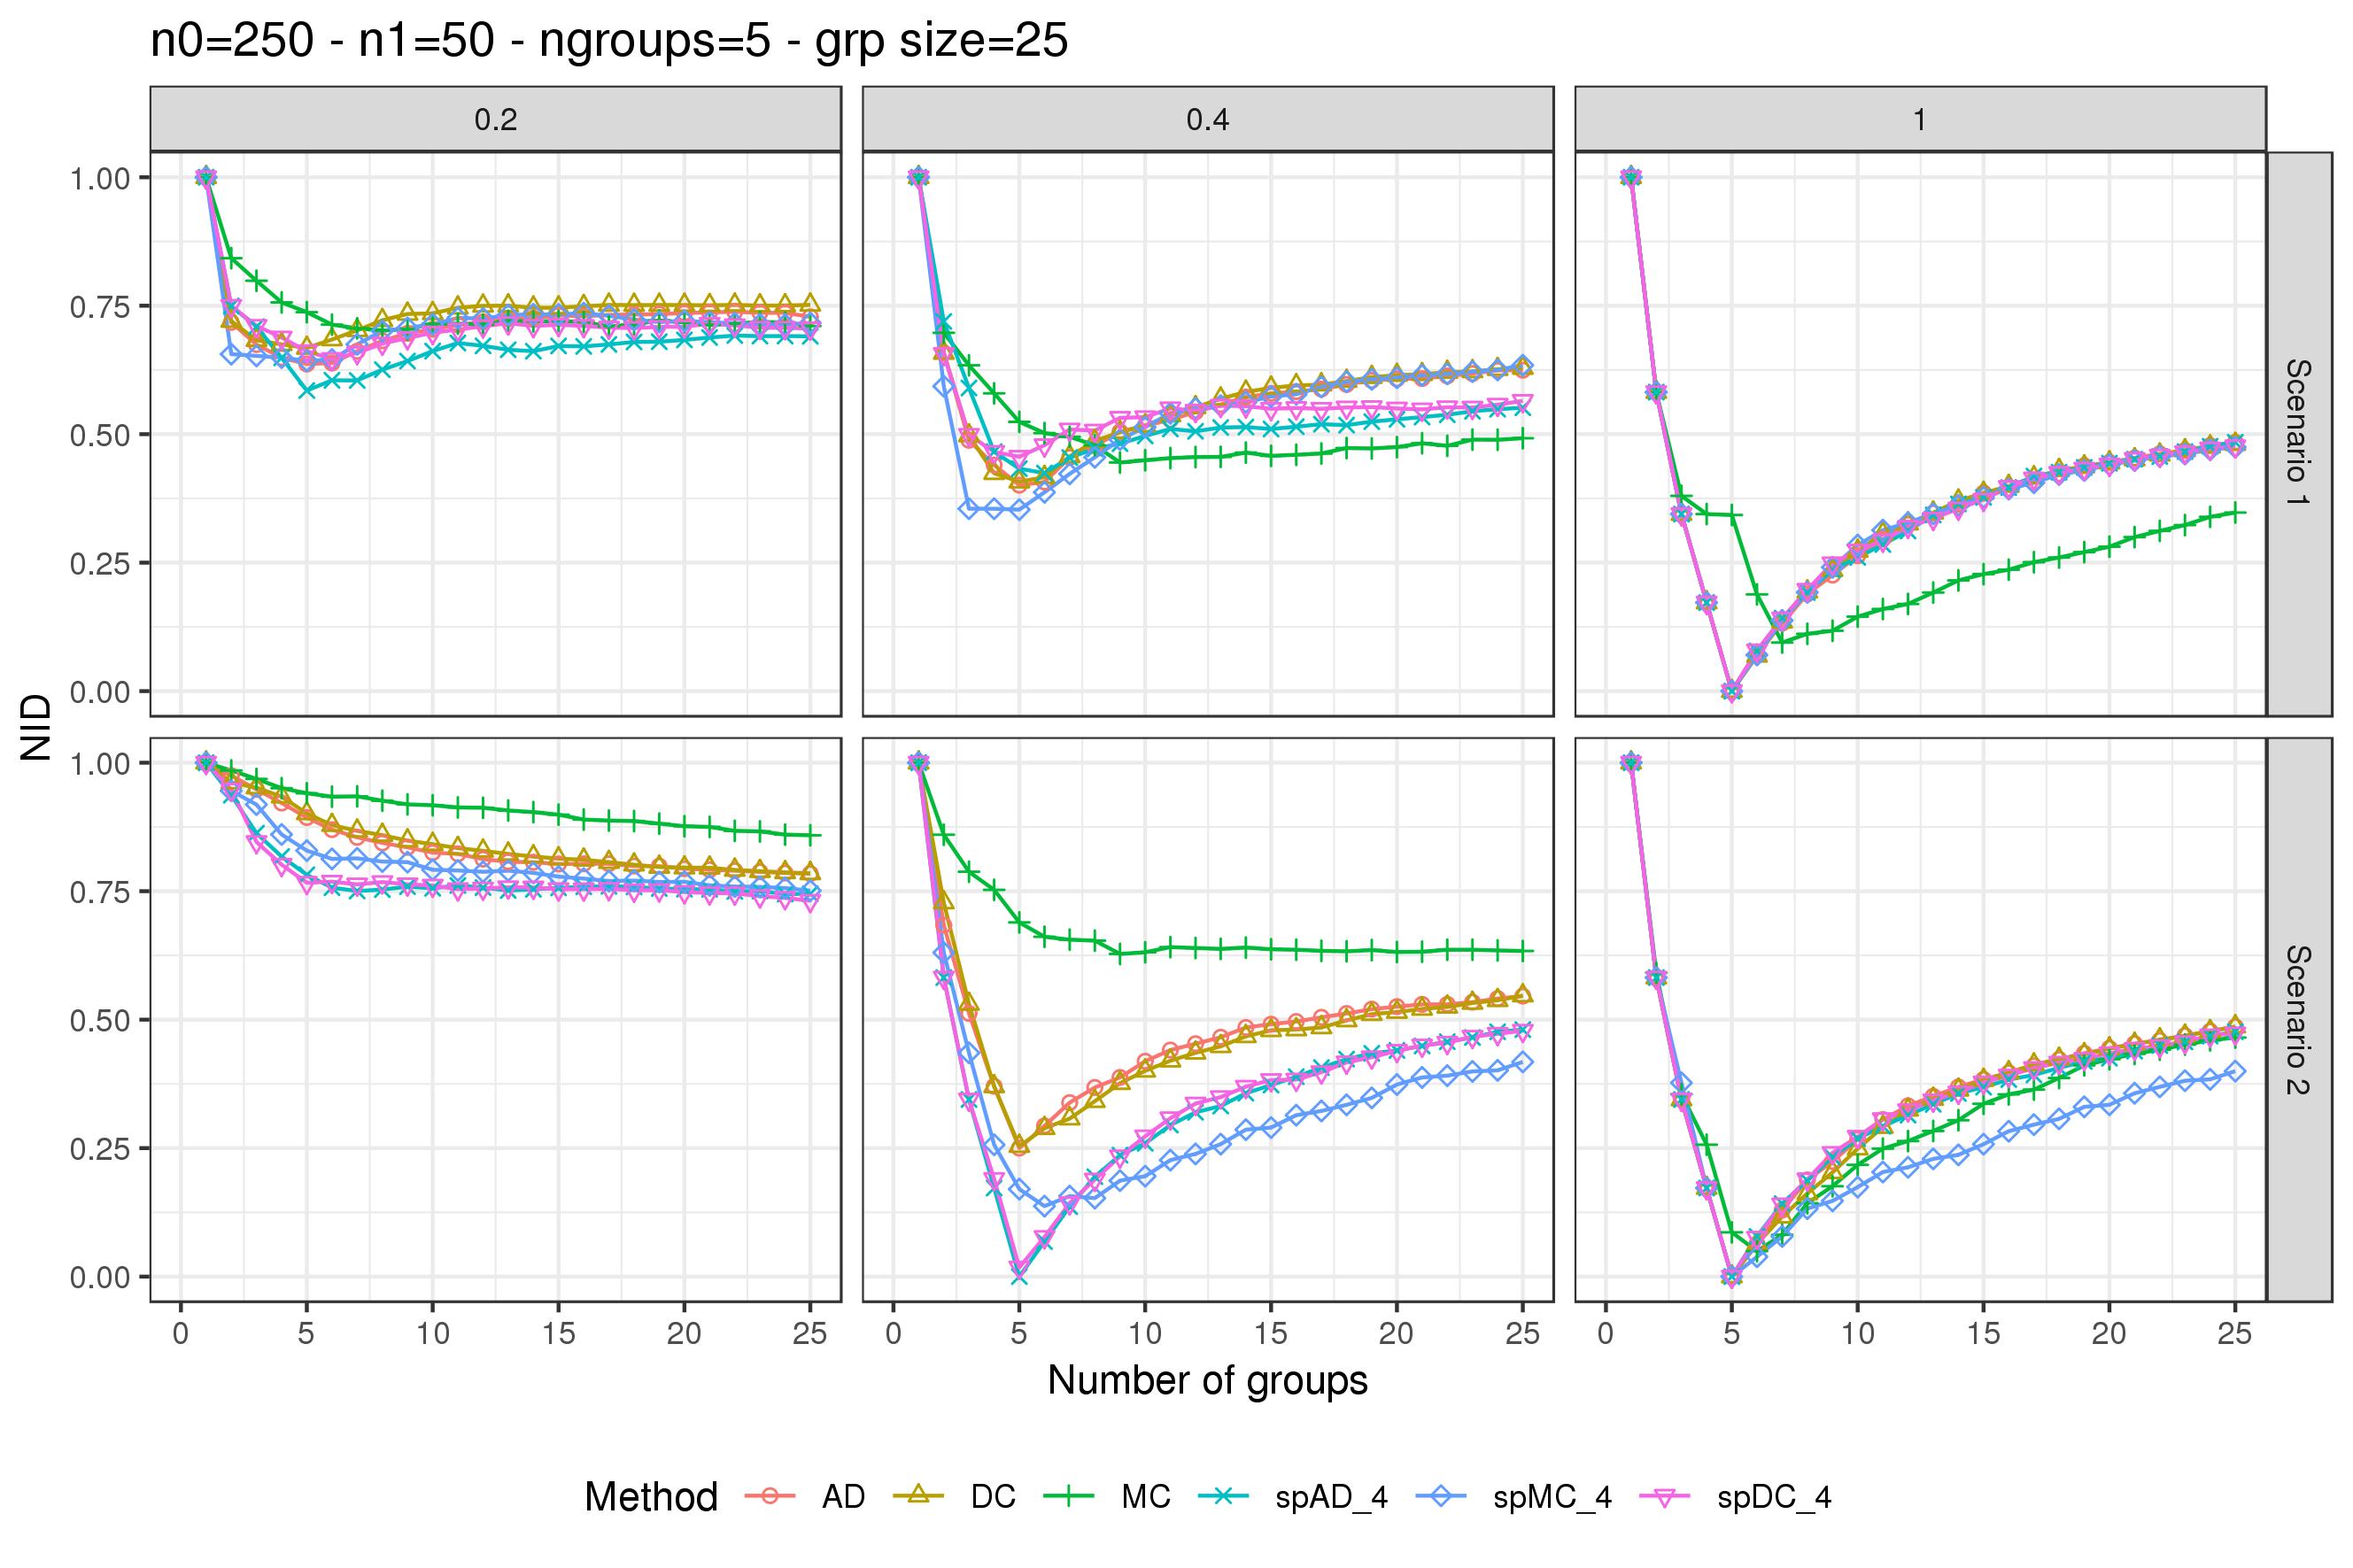 n0=250 - n1=50 - ngroups=5 - grp size=25
0.2 0.4 1
1.00
0.75
0.50
0.25
0.00
Scenario 1
NID
1.00
0.75
0.50
0.25
0.00
Scenario 2
0 5 10 15 20 25 0 5 10 15 20 25 0 5 10 15 20 25
Number of groups
Method AD DC MC spAD_4 spMC_4 spDC_4